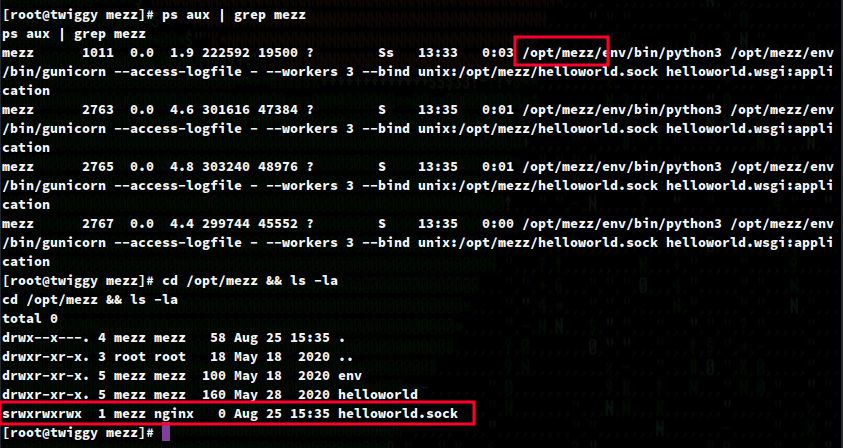 [root@twiggy mezz]# ps aux | grep mezz
ps aux | grep mezz
mezz      1011  0.0  1.9 222592 19500 ?        Ss   13:33   0:03 /opt/mezz/env/bin/python3 /opt/mezz/env
/bin/gunicorn --access-logfile - --workers 3 --bind unix:/opt/mezz/helloworld.sock helloworld.wsgi:appli
cation
mezz      2763  0.0  4.6 301616 47384 ?        S    13:35   0:01 /opt/mezz/env/bin/python3 /opt/mezz/env
/bin/gunicorn --access-logfile - --workers 3 --bind unix:/opt/mezz/helloworld.sock helloworld.wsgi:appli
cation
mezz      2765  0.0  4.8 303240 48976 ?        S    13:35   0:01 /opt/mezz/env/bin/python3 /opt/mezz/env
/bin/gunicorn --access-logfile - --workers 3 --bind unix:/opt/mezz/helloworld.sock helloworld.wsgi:appli
cation
mezz      2767  0.0  4.4 299744 45552 ?        S    13:35   0:00 /opt/mezz/env/bin/python3 /opt/mezz/env
/bin/gunicorn --access-logfile - --workers 3 --bind unix:/opt/mezz/helloworld.sock helloworld.wsgi:appli
cation
[root@twiggy mezz]# cd /opt/mezz && ls -la
cd /opt/mezz && ls -la
total 0
drwx--x---. 4 mezz mezz   58 Aug 25 15:35 .
drwxr-xr-x. 3 root root   18 May 18  2020 ..
drwxr-xr-x. 5 mezz mezz  100 May 18  2020 env
drwxr-xr-x. 5 mezz mezz  160 May 28  2020 helloworld
srwxrwxrwx  1 mezz nginx   0 Aug 25 15:35 helloworld.sock
[root@twiggy mezz]#